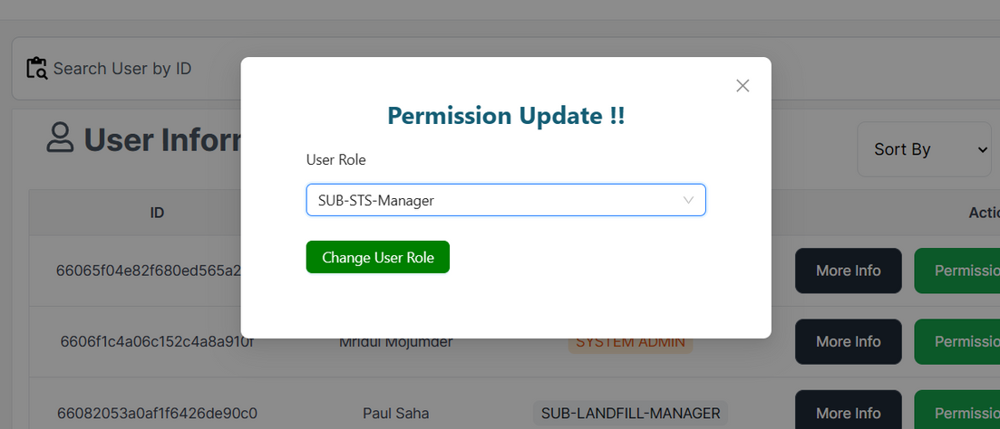 Search User by ID
Permission Update !!
User Infor
Sort By
User Role
SUB-STS-Manager
Change User Role
ID
Actio
66065f04e82f680ed565a2
More Info
Permissio
6606f1c4a06c152c4a8a910f
Mridul Mojumder
SYSTEM ADMIN
More Info
Permissio
66082053a0af1f6426de90c0
Paul Saha
SUB-LANDFILL-MANAGER
More Info
Permissio